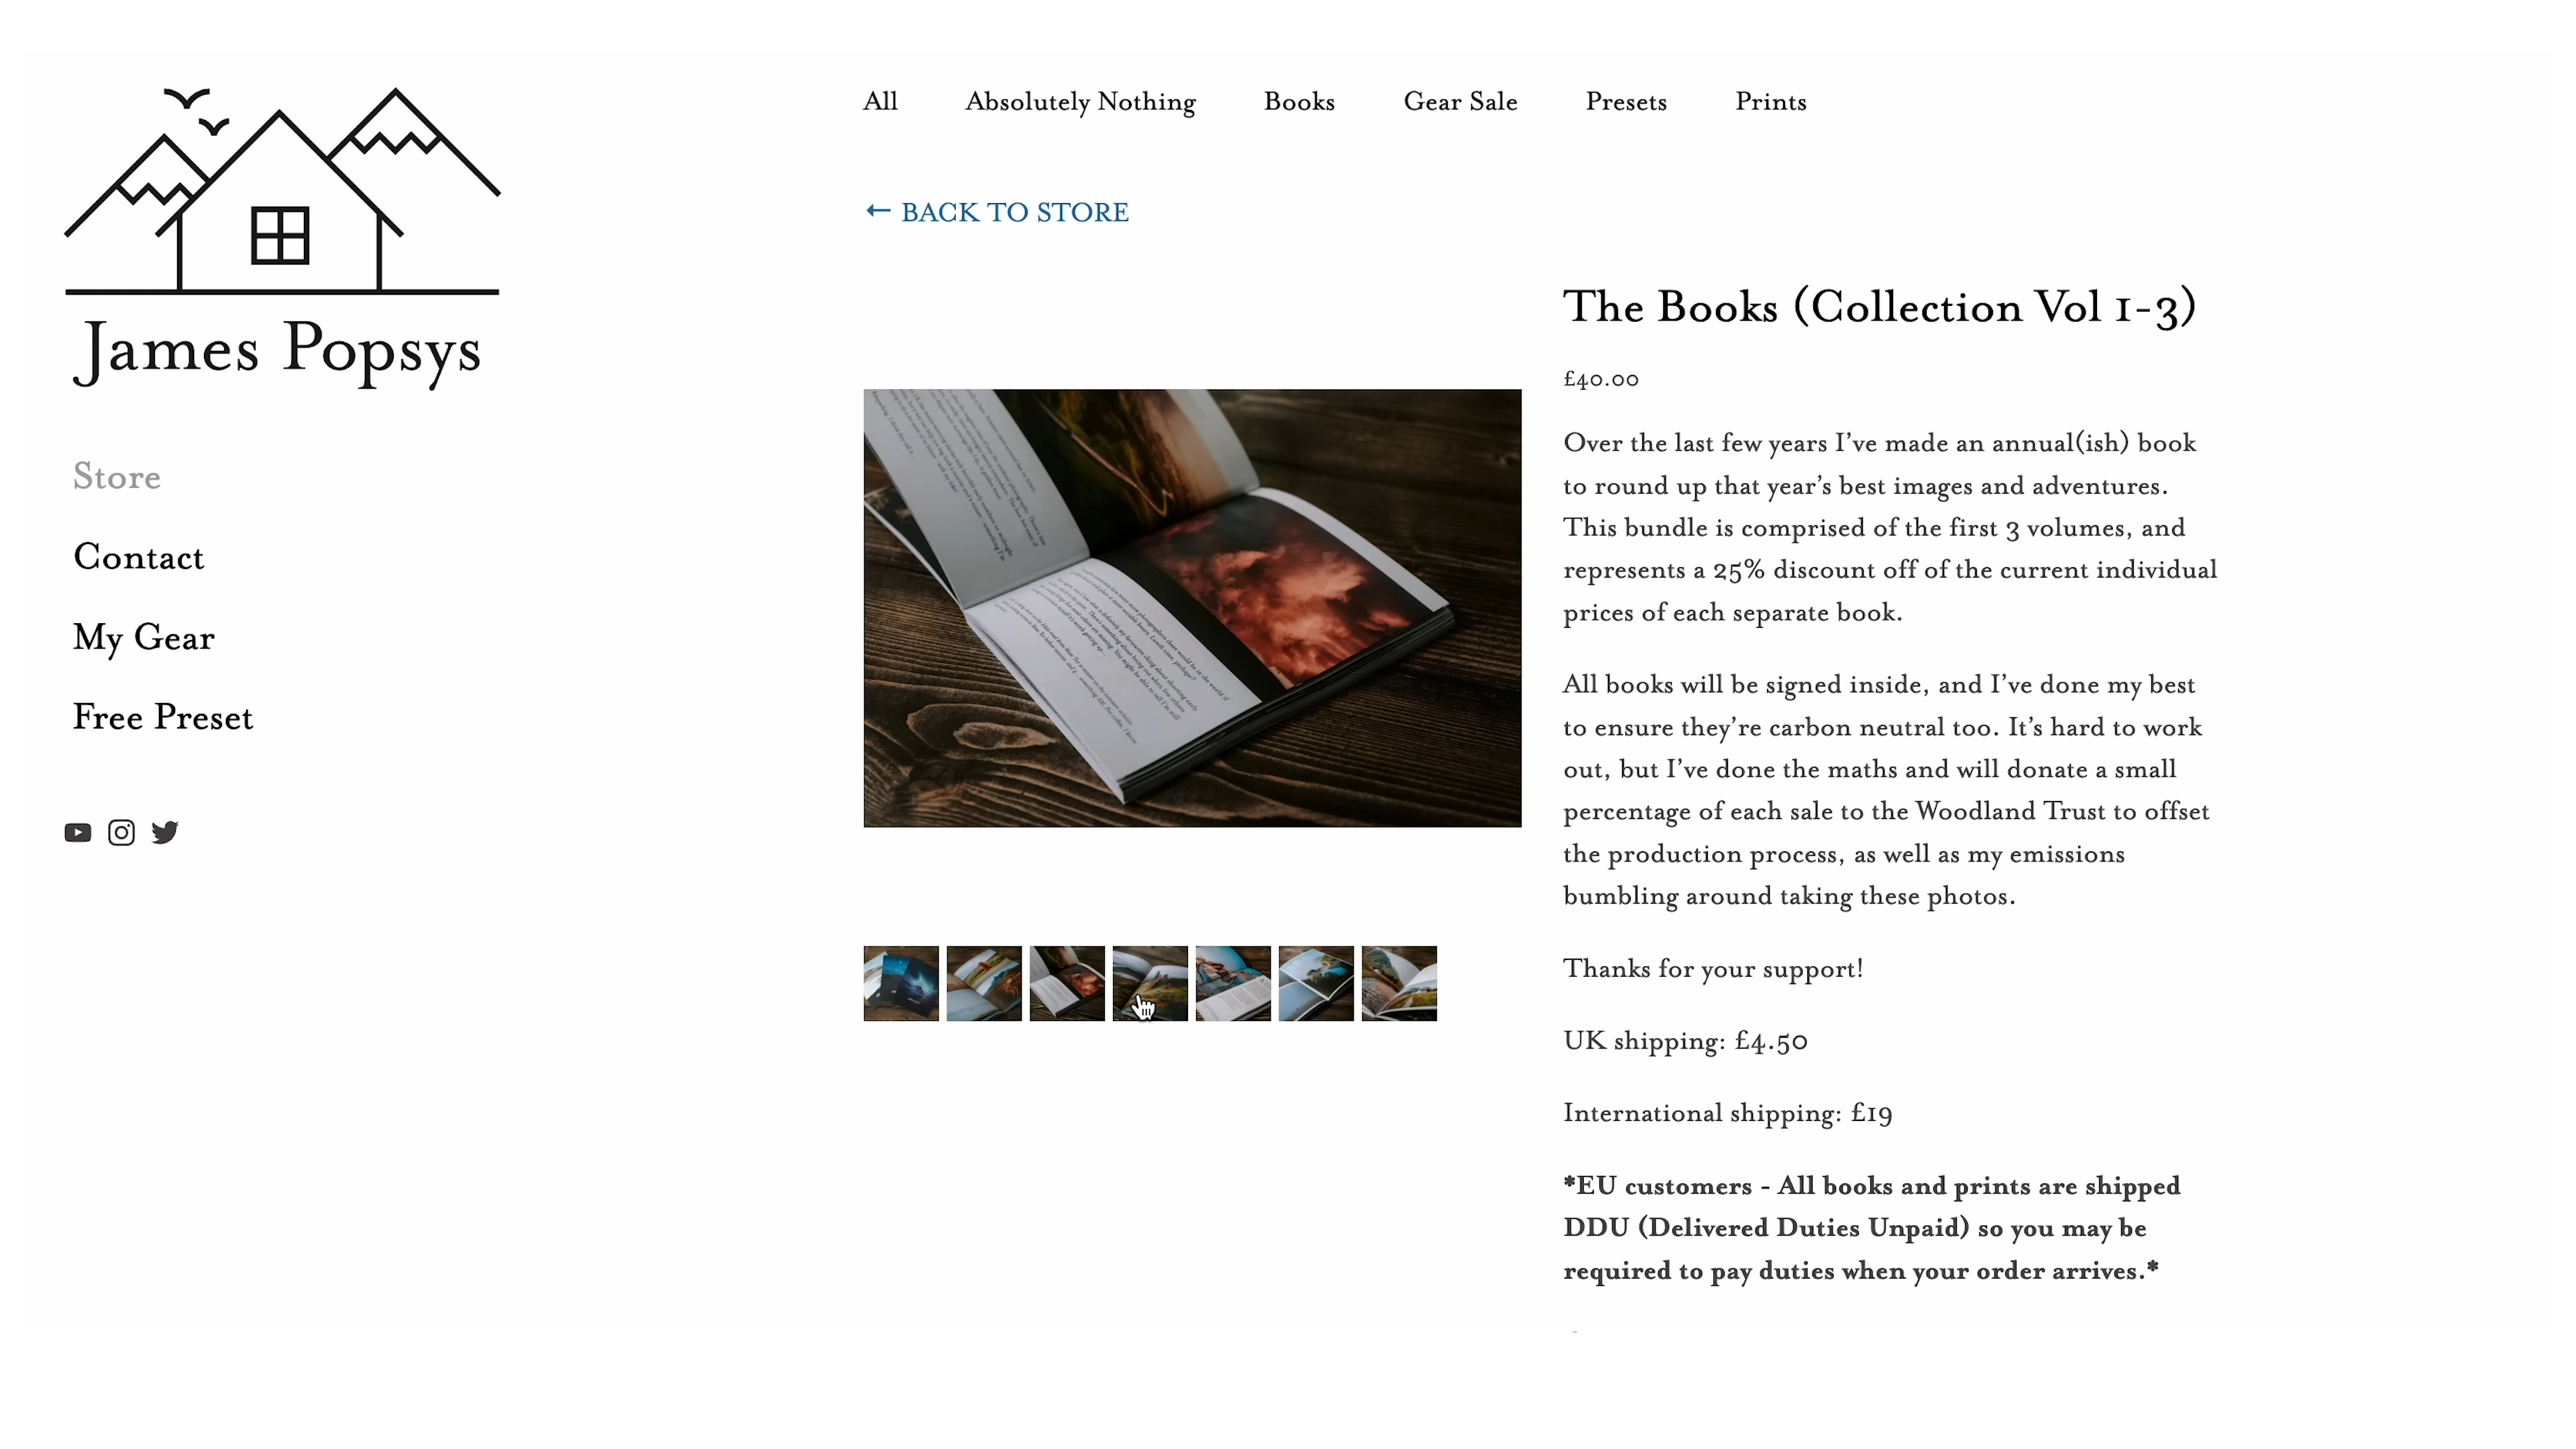 James Popsys
Store
Contact
My Gear
Free Preset
All Absolutely Nothing Books Gear Sale Presets Prints
← BACK TO STORE
The Books (Collection Vol 1-3)
£40.00
Over the last few years I’ve made an annual(ish) book
to round up that year’s best images and adventures.
This bundle is comprised of the first 3 volumes, and
represents a 25% discount off of the current individual
prices of each separate book.
All books will be signed inside, and I’ve done my best
to ensure they’re carbon neutral too. It’s hard to work
out, but I’ve done the maths and will donate a small
percentage of each sale to the Woodland Trust to offset
the production process, as well as my emissions
bumbling around taking these photos.
Thanks for your support!
UK shipping: £4.50
International shipping: £19
*EU customers - All books and prints are shipped
DDU (Delivered Duties Unpaid) so you may be
required to pay duties when your order arrives.*